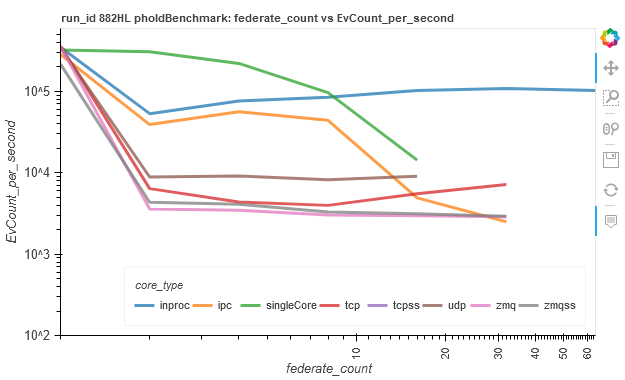 run_id 882HL pholdBenchmark: federate_count vs EvCount_per_second
EvCount_per_second
10^5
10^4
10^3
10^2
core_type
inproc ipc singleCore tcp tcpss udp zmq zmqss
10 20 30 40 50 60
federate_count